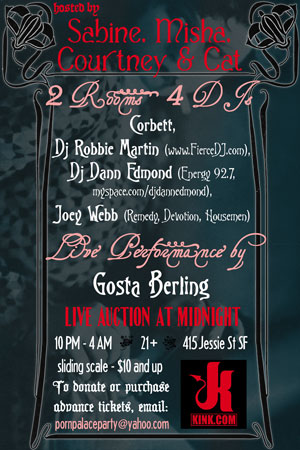 hosted by
Sabine, Misha,
Courtney & Cat
2 Rooms 4 DJs
Corbett,
Dj Robbie Martin (www.FierceDJ.com),
Dj Dann Edmond (Energy 92.7,
myspace.com/djdannedmond),
Joey Webb (Remedy, Devotion, Housemen)
Live Performance by
Gosta Berling
LIVE AUCTION AT MIDNIGHT
10 PM - 4 AM 21+ 415 Jessie St SF
sliding scale - $10 and up
To donate or purchase
advance tickets, email:
pornpalaceparty@yahoo.com
KINK.COM